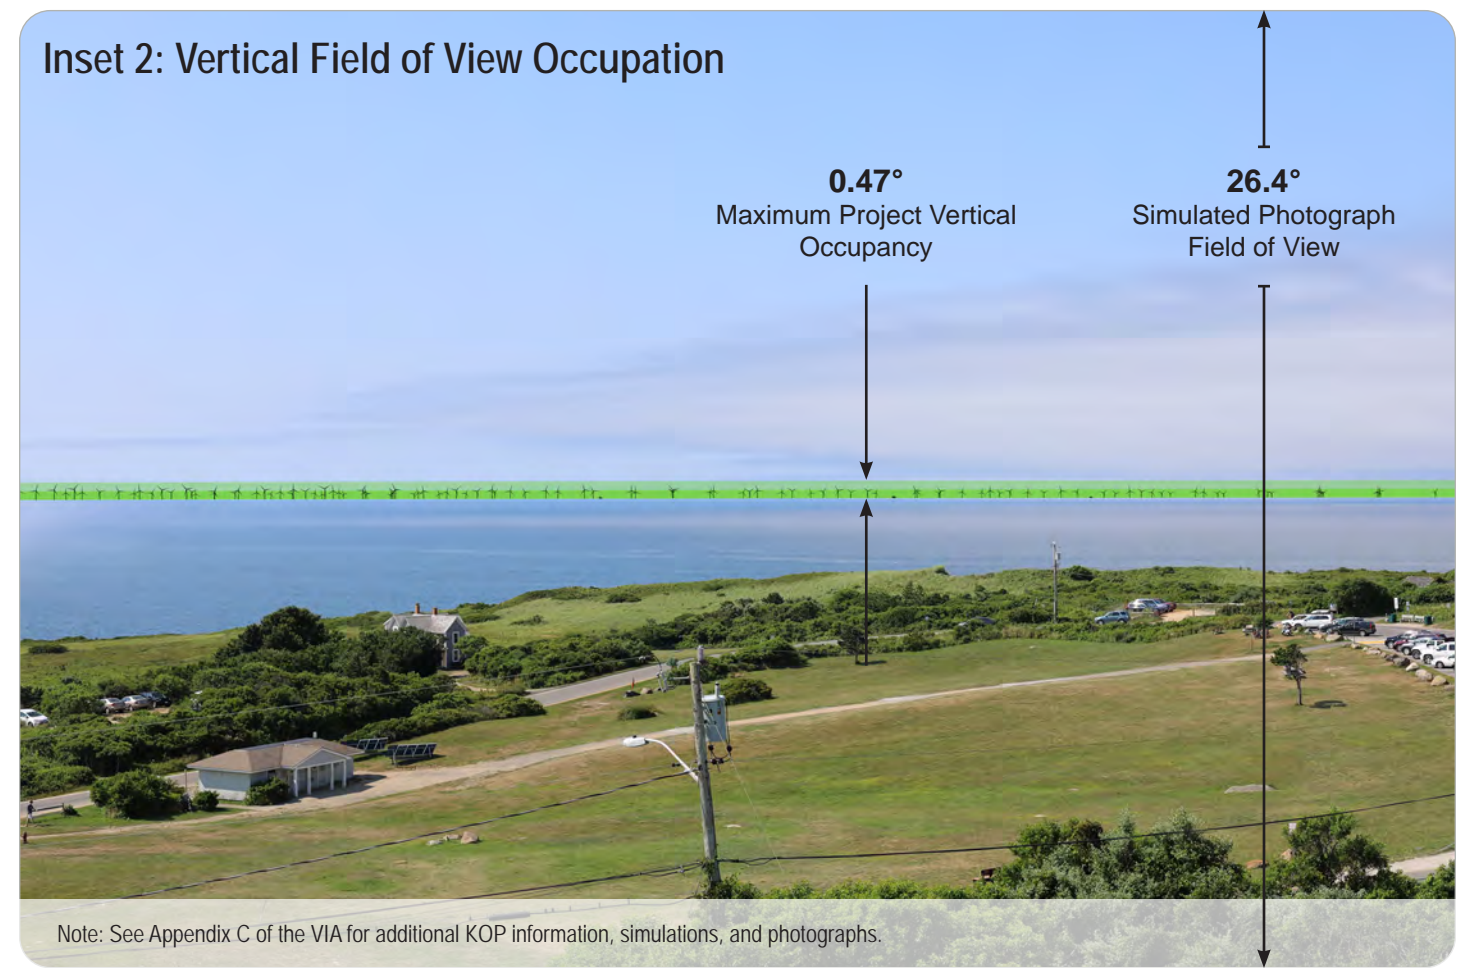 Inset 2: Vertical Field of View Occupation
0.47°
Maximum Project Vertical
Occupancy
26.4°
Simulated Photograph
Field of View
Note: See Appendix C of the VIA for additional KOP information, simulations, and photographs.